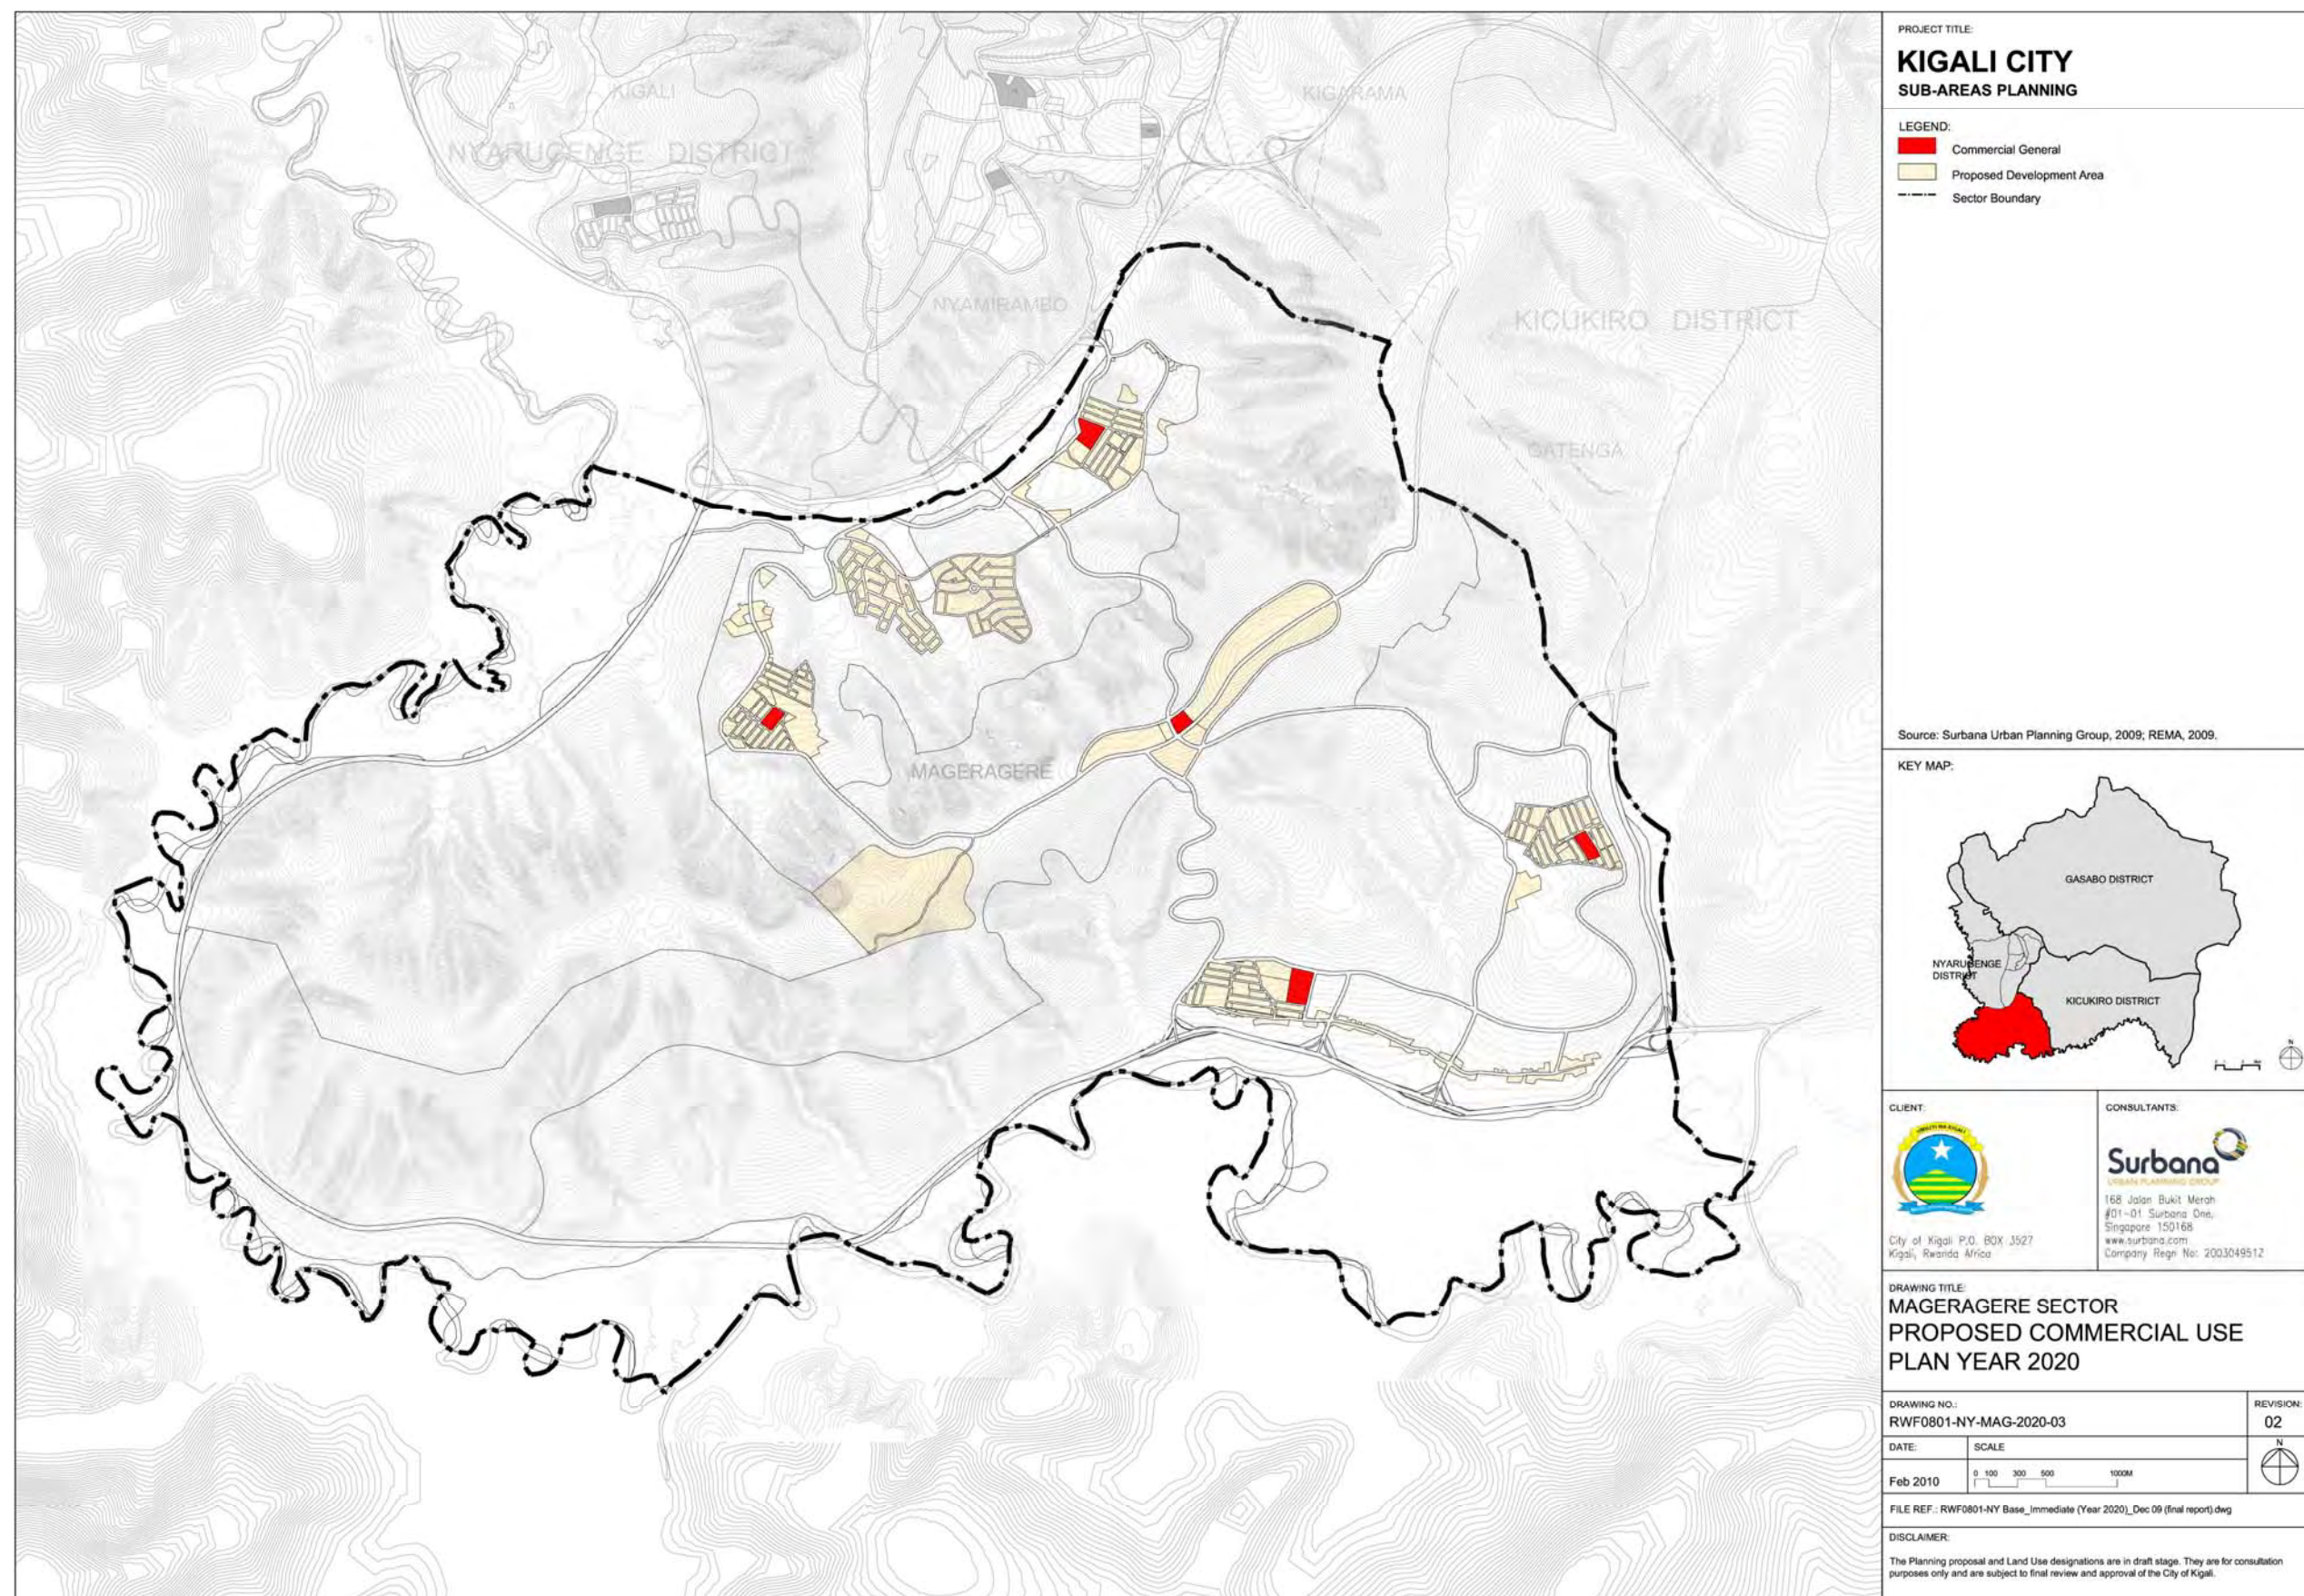 KIGALI
KIGARAMA
NYARUGENGE DISTRICT
NYAMIRAMBO
KICUKIRO DISTRICT
GATENGA
MAGERAGERE
PROJECT TITLE:
KIGALI CITY
SUB-AREAS PLANNING
LEGEND:
Commercial General
Proposed Development Area
Sector Boundary
Source: Surbana Urban Planning Group, 2009; REMA, 2009.
KEY MAP:
GASABO DISTRICT
NYARUGENGE
DISTRICT
KICUKIRO DISTRICT
N
CLIENT:
City of Kigali P.O. BOX 3527
Kigali, Rwanda Africa
CONSULTANTS:
Surbana
URBAN PLANNING GROUP
168 Jalan Bukit Merah
#01-01 Surbana One,
Singapore 150168
www.surbana.com
Company Regn No: 2003049512
DRAWING TITLE:
MAGERAGERE SECTOR
PROPOSED COMMERCIAL USE
PLAN YEAR 2020
DRAWING NO.:
RWF0801-NY-MAG-2020-03
REVISION:
02
DATE:
Feb 2010
SCALE
0 100 300 500 1000M
N
FILE REF.: RWF0801-NY Base_Immediate (Year 2020)_Dec 09 (final report).dwg
DISCLAIMER:
The Planning proposal and Land Use designations are in draft stage. They are for consultation
purposes only and are subject to final review and approval of the City of Kigali.